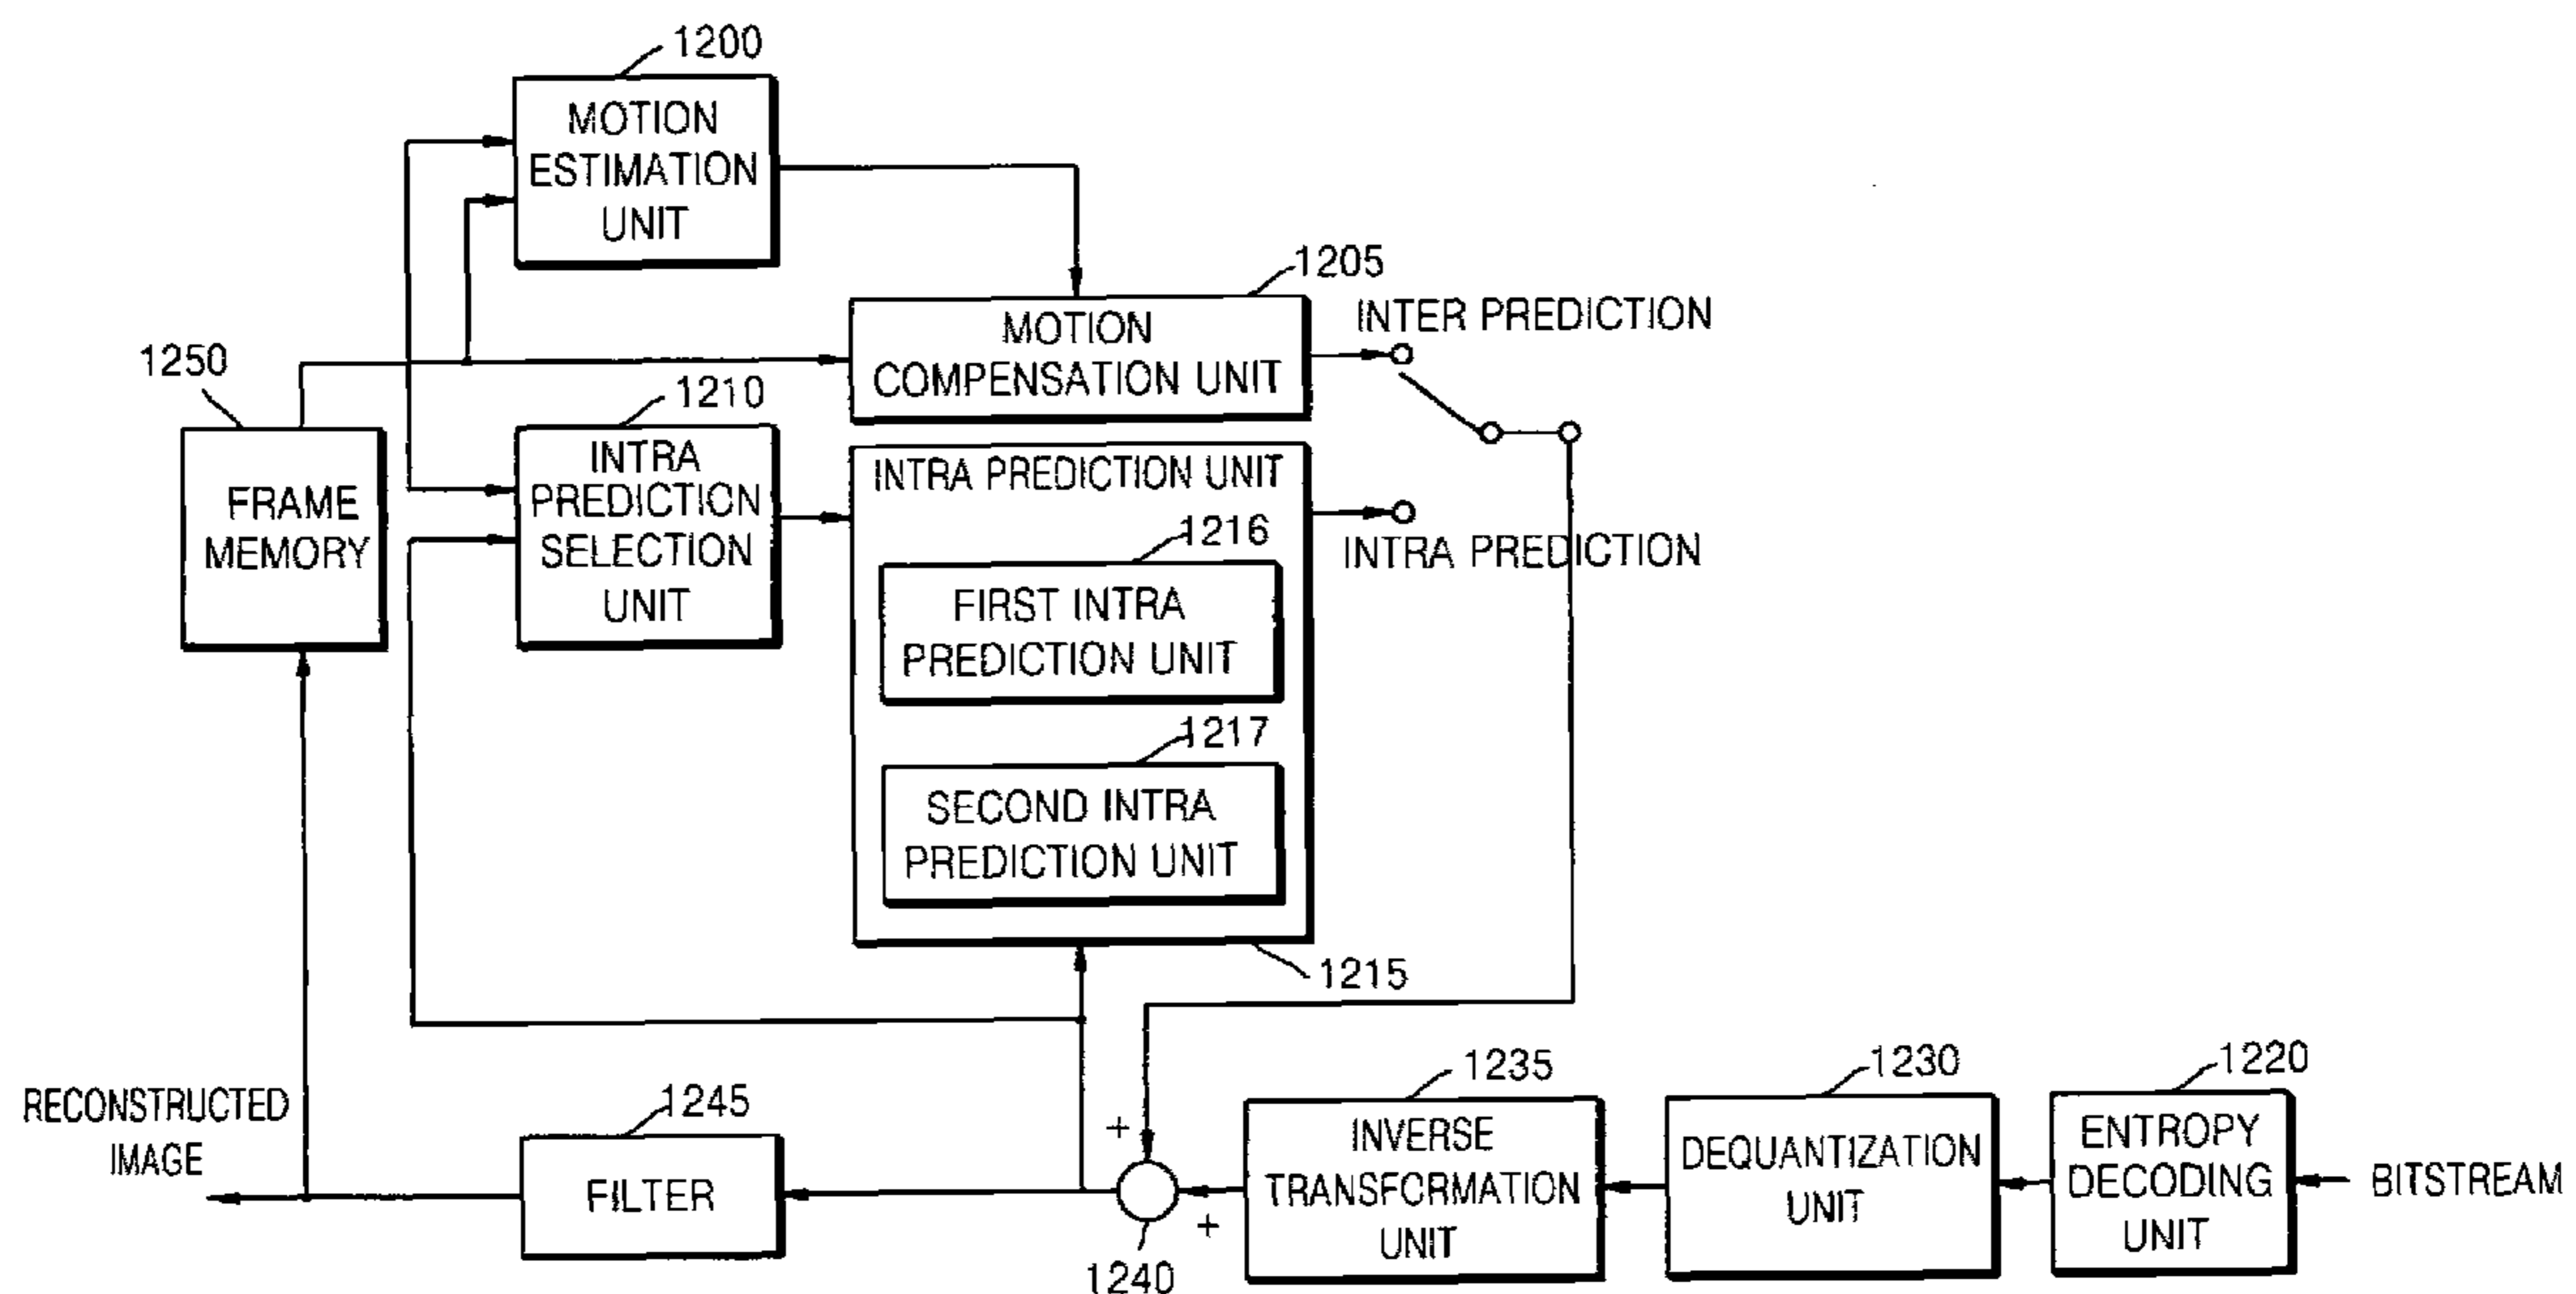 1200
MOTION
ESTIMATION
UNIT
1205
MOTION
COMPENSATION UNIT
INTER PREDICTION
1250
FRAME
MEMORY
1210
INTRA
PREDICTION
SELECTION
UNIT
INTRA PREDICTION UNIT
INTRA PREDICTION
1216
FIRST INTRA
PREDICTION UNIT
1217
SECOND INTRA
PREDICTION UNIT
1215
RECONSTRUCTED
IMAGE
1245
FILTER
+
+
1240
1235
INVERSE
TRANSFORMATION
UNIT
1230
DEQUANTIZATION
UNIT
1220
ENTROPY
DECODING
UNIT
BITSTREAM